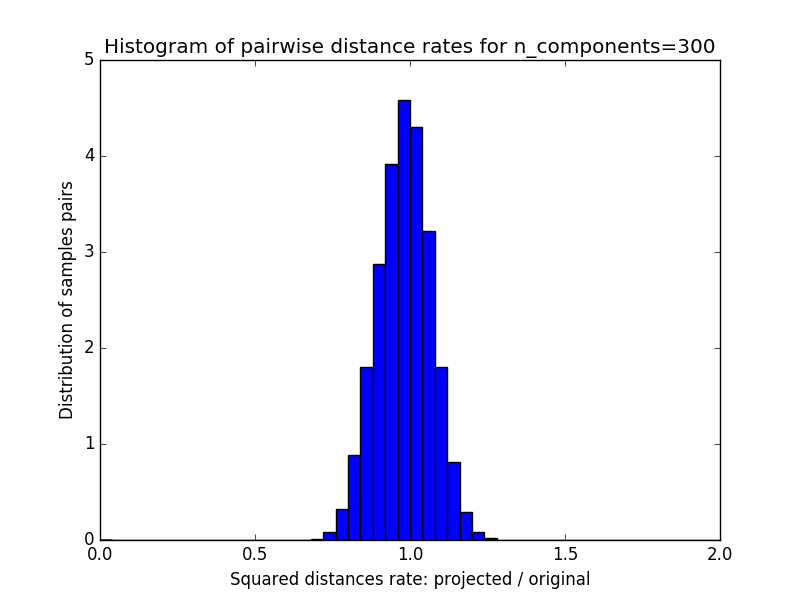 Histogram of pairwise distance rates for n_components=300
5
4
3
2
1
0
0.0 0.5 1.0 1.5 2.0
Distribution of samples pairs
Squared distances rate: projected / original